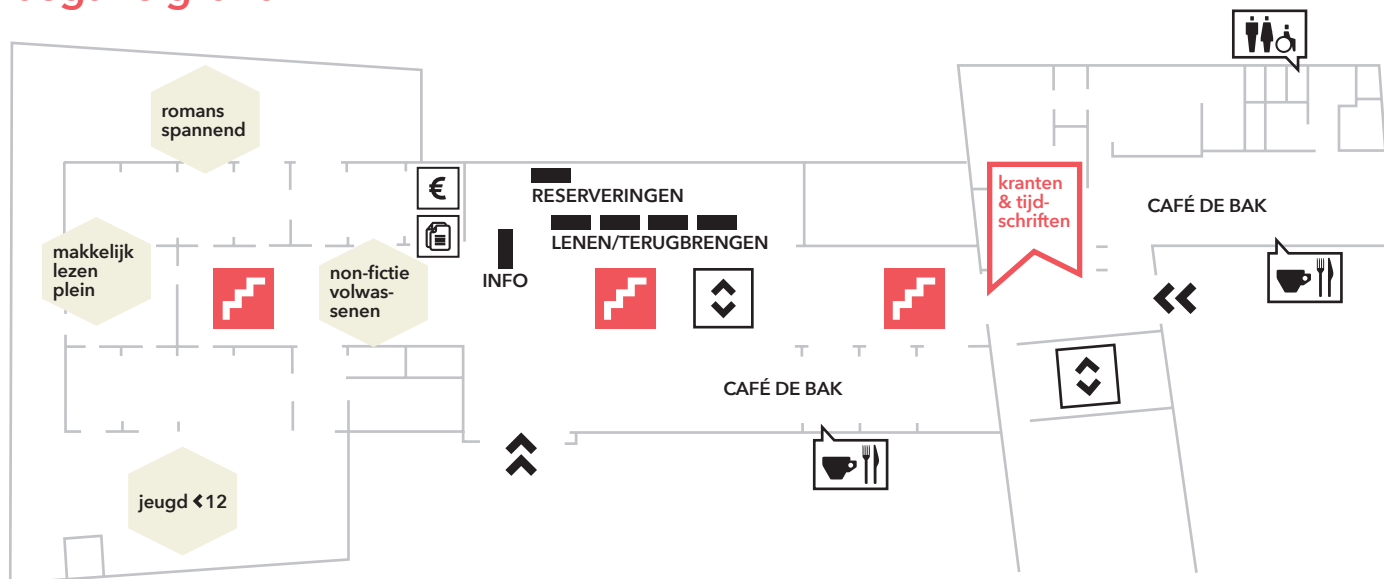 romans
spannend
€
RESERVERINGEN
LENEN/TERUGBRENGEN
INFO
makkelijk
lezen
plein
non-fictie
volwas-
senen
kranten
& tijd-
schriften
CAFÉ DE BAK
CAFÉ DE BAK
jeugd <12